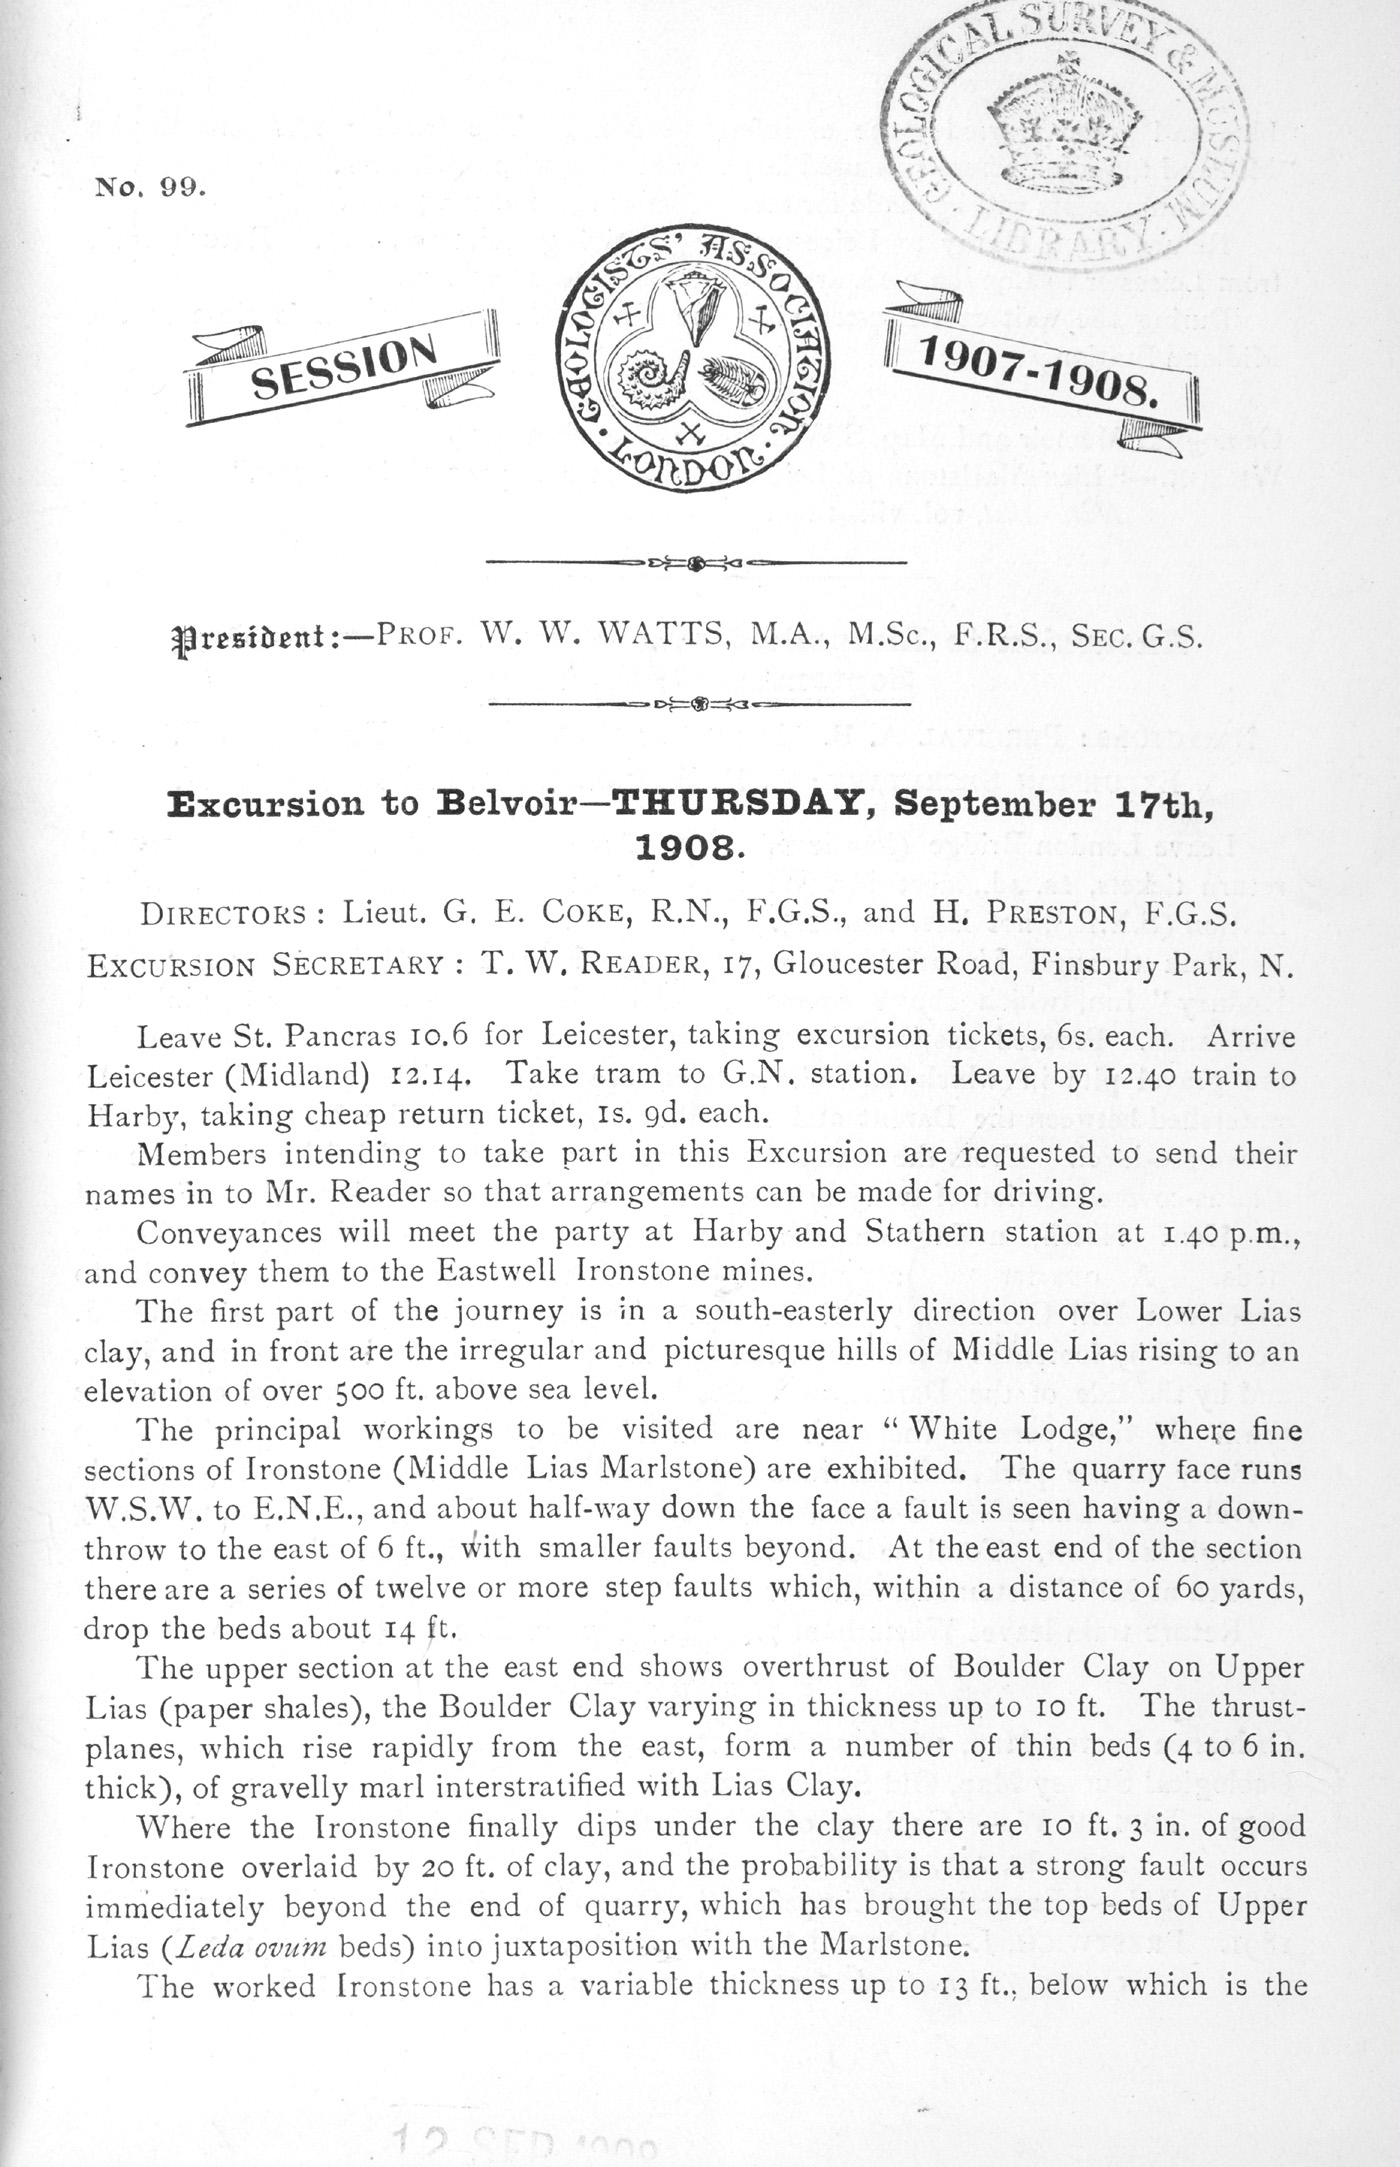 GEOLOGICAL SURVEY & MUSEUM
· LIBRARY ·
No. 99.
GEOLOGISTS' ASSOCIATION
· LONDON ·
SESSION
1907-1908.
President:—PROF. W. W. WATTS, M.A., M.Sc., F.R.S., SEC. G.S.
Excursion to Belvoir—THURSDAY, September 17th,
1908.
DIRECTORS : Lieut. G. E. COKE, R.N., F.G.S., and H. PRESTON, F.G.S.
EXCURSION SECRETARY : T. W. READER, 17, Gloucester Road, Finsbury Park, N.
Leave St. Pancras 10.6 for Leicester, taking excursion tickets, 6s. each. Arrive
Leicester (Midland) 12.14. Take tram to G.N. station. Leave by 12.40 train to
Harby, taking cheap return ticket, 1s. 9d. each.
Members intending to take part in this Excursion are requested to send their
names in to Mr. Reader so that arrangements can be made for driving.
Conveyances will meet the party at Harby and Stathern station at 1.40 p.m.,
and convey them to the Eastwell Ironstone mines.
The first part of the journey is in a south-easterly direction over Lower Lias
clay, and in front are the irregular and picturesque hills of Middle Lias rising to an
elevation of over 500 ft. above sea level.
The principal workings to be visited are near “ White Lodge,” where fine
sections of Ironstone (Middle Lias Marlstone) are exhibited. The quarry face runs
W.S.W. to E.N.E., and about half-way down the face a fault is seen having a down-
throw to the east of 6 ft., with smaller faults beyond. At the east end of the section
there are a series of twelve or more step faults which, within a distance of 60 yards,
drop the beds about 14 ft.
The upper section at the east end shows overthrust of Boulder Clay on Upper
Lias (paper shales), the Boulder Clay varying in thickness up to 10 ft. The thrust-
planes, which rise rapidly from the east, form a number of thin beds (4 to 6 in.
thick), of gravelly marl interstratified with Lias Clay.
Where the Ironstone finally dips under the clay there are 10 ft. 3 in. of good
Ironstone overlaid by 20 ft. of clay, and the probability is that a strong fault occurs
immediately beyond the end of quarry, which has brought the top beds of Upper
Lias (Leda ovum beds) into juxtaposition with the Marlstone.
The worked Ironstone has a variable thickness up to 13 ft., below which is the
12 SEP 1908